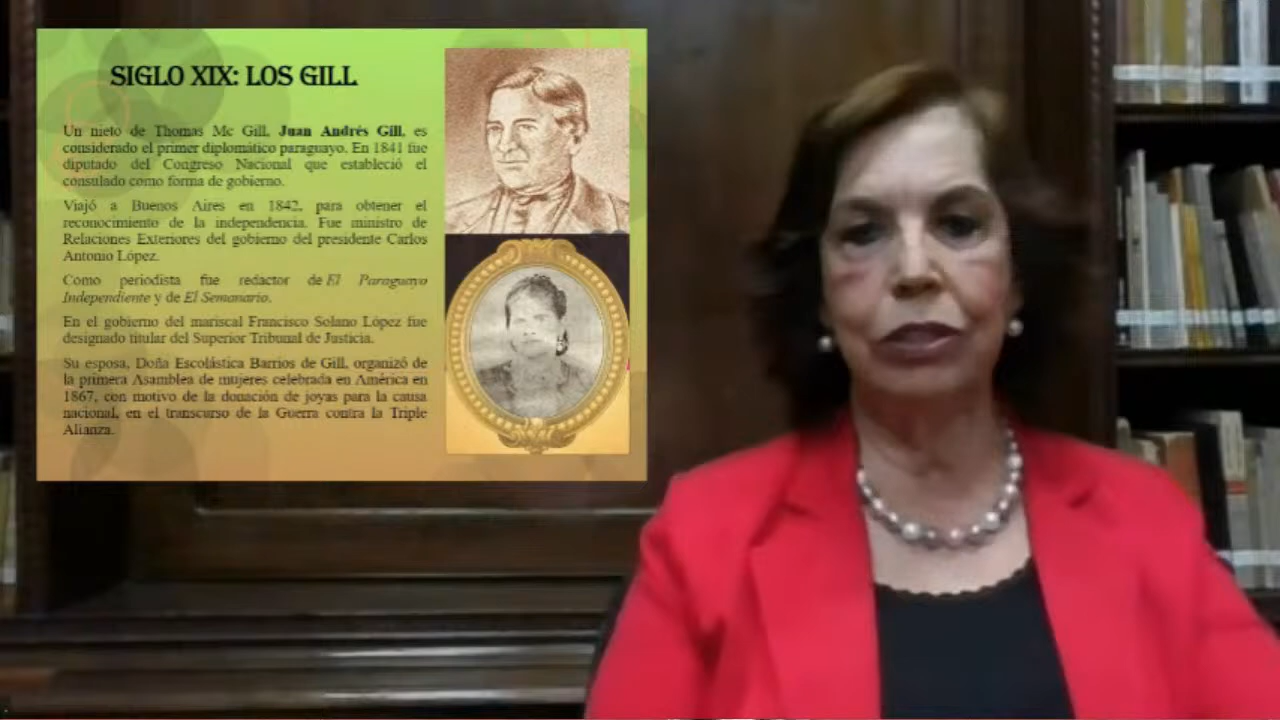 SIGLO XIX: LOS GILL
Un nieto de Thomas Mc Gill, Juan Andrés Gill, es
considerado el primer diplomático paraguayo. En 1841 fue
diputado del Congreso Nacional que estableció el
consulado como forma de gobierno.
Viajó a Buenos Aires en 1842, para obtener el
reconocimiento de la independencia. Fue ministro de
Relaciones Exteriores del gobierno del presidente Carlos
Antonio López.
Como periodista fue redactor de El Paraguayo
Independiente y de El Semanario.
En el gobierno del mariscal Francisco Solano López fue
designado titular del Superior Tribunal de Justicia.
Su esposa, Doña Escolástica Barrios de Gill, organizó de
la primera Asamblea de mujeres celebrada en América en
1867, con motivo de la donación de joyas para la causa
nacional, en el transcurso de la Guerra contra la Triple
Alianza.